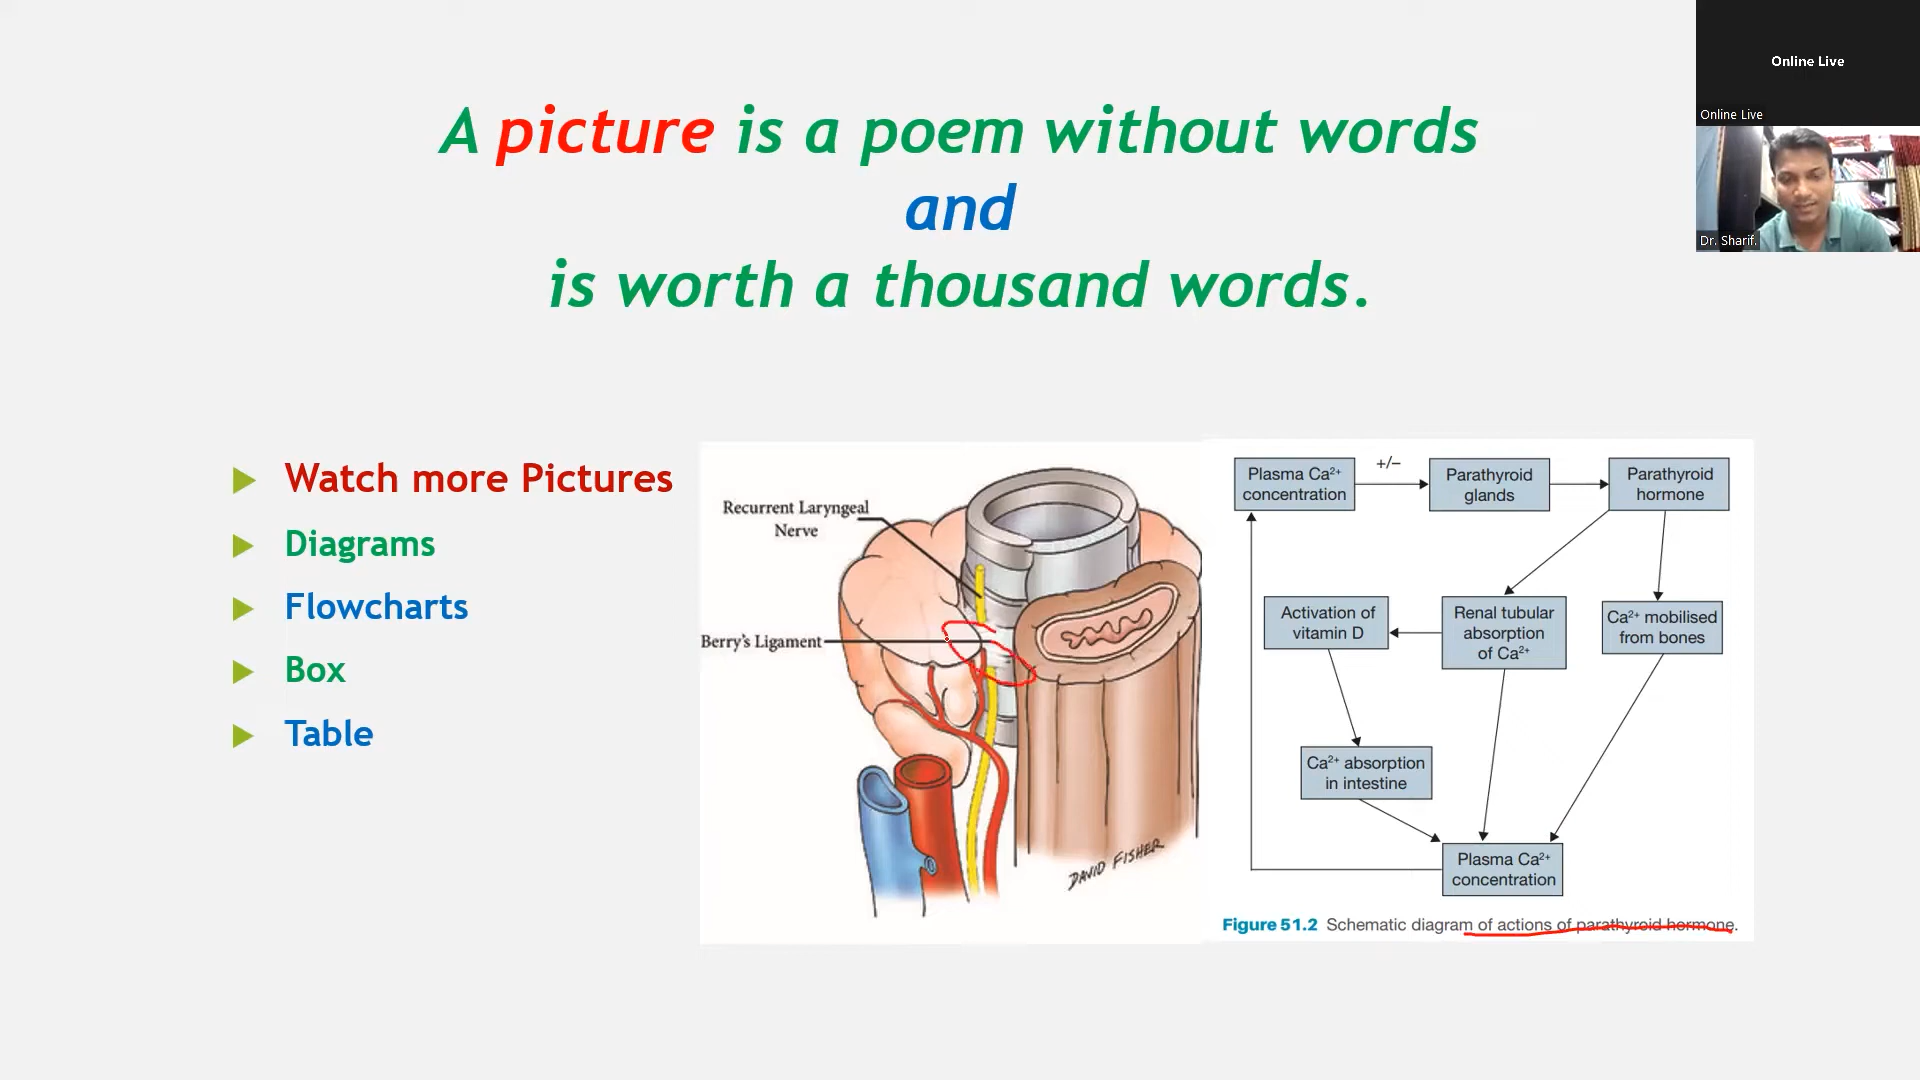 Online Live
Online Live
Dr. Sharif.
A picture is a poem without words
and
is worth a thousand words.
Watch more Pictures
Diagrams
Flowcharts
Box
Table
Recurrent Laryngeal
Nerve
Berry's Ligament
DAVID FISHER
Plasma Ca²⁺
concentration
+/–
Parathyroid
glands
Parathyroid
hormone
Activation of
vitamin D
Renal tubular
absorption
of Ca²⁺
Ca²⁺ mobilised
from bones
Ca²⁺ absorption
in intestine
Plasma Ca²⁺
concentration
Figure 51.2 Schematic diagram of actions of parathyroid hormone.